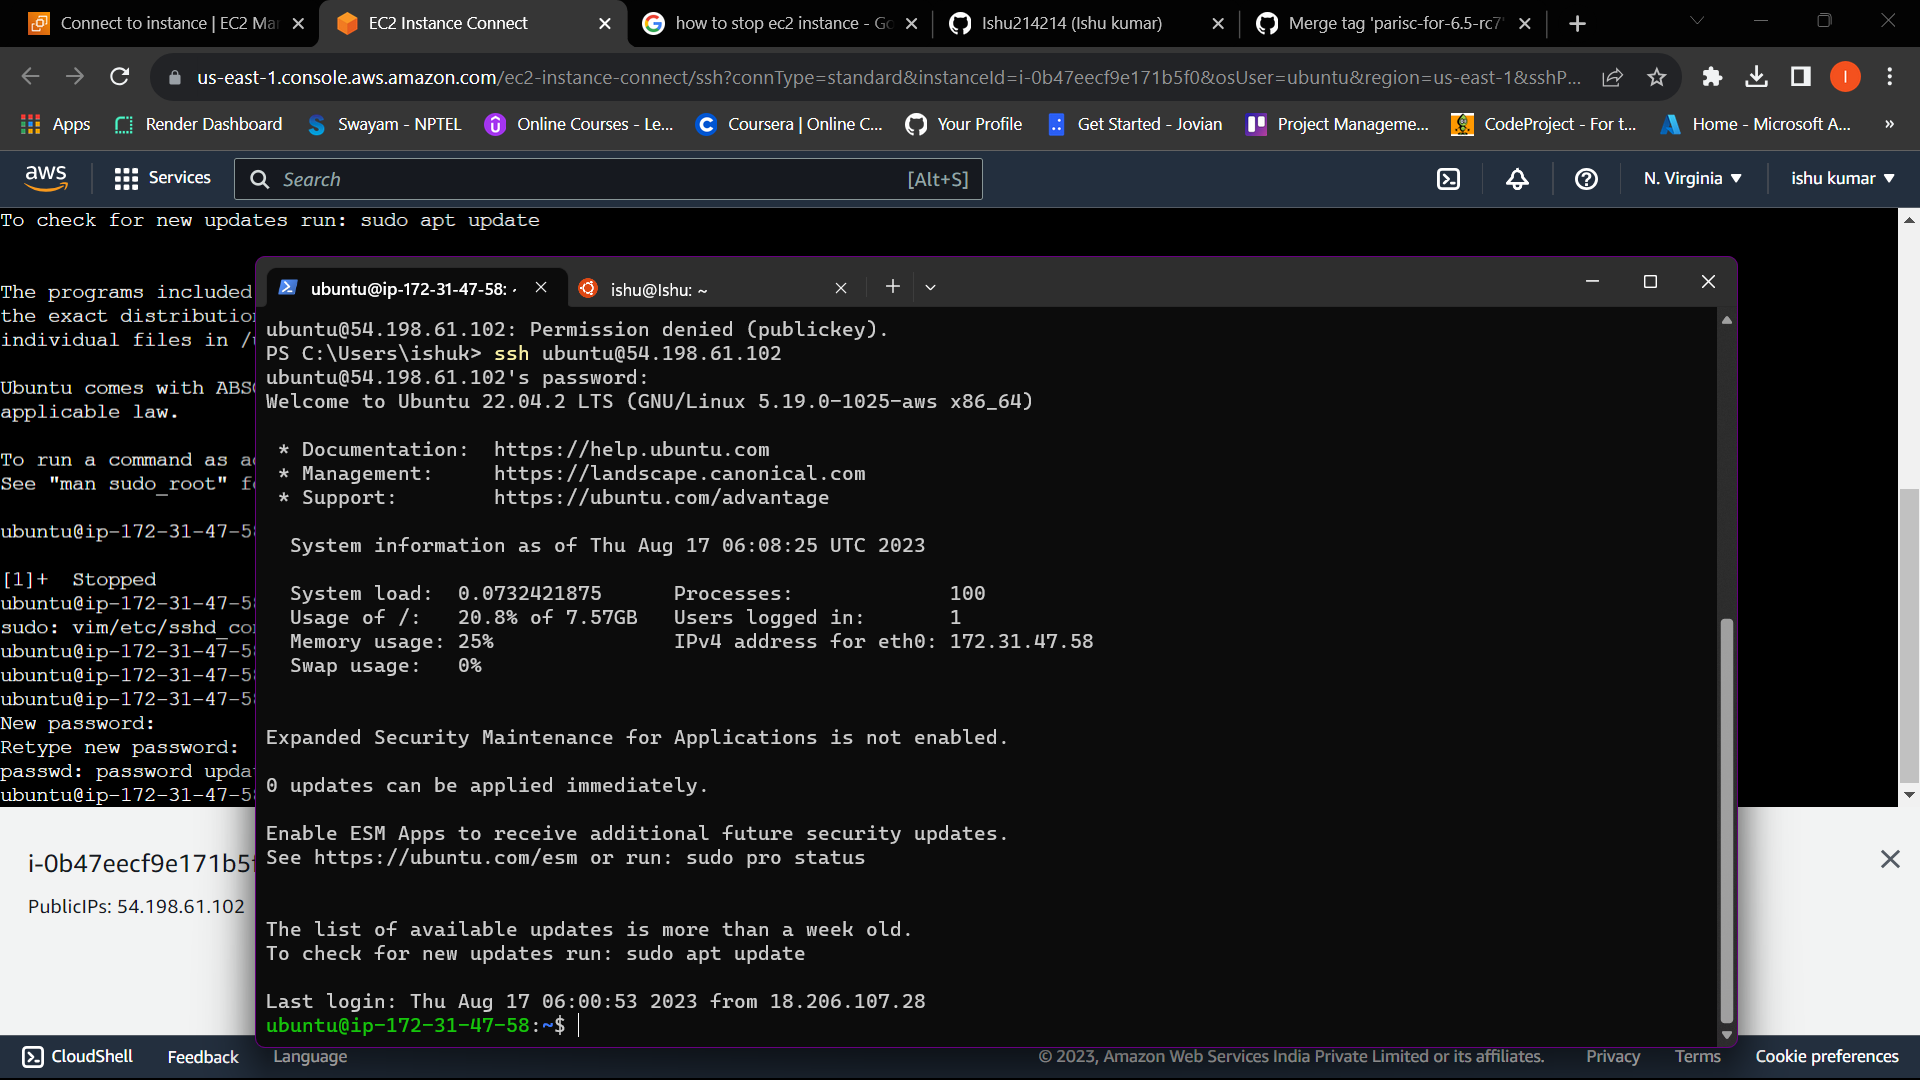 Connect to instance | EC2 Ma
EC2 Instance Connect
how to stop ec2 instance - Go
Ishu214214 (Ishu kumar)
Merge tag 'parisc-for-6.5-rc7'
us-east-1.console.aws.amazon.com/ec2-instance-connect/ssh?connType=standard&instanceId=i-0b47eecf9e171b5f0&osUser=ubuntu&region=us-east-1&sshP...
I
Apps
Render Dashboard
Swayam - NPTEL
Online Courses - Le...
Coursera | Online C...
Your Profile
Get Started - Jovian
Project Manageme...
CodeProject - For t...
Home - Microsoft A...
»
aws
Services
Search
[Alt+S]
N. Virginia
ishu kumar
To check for new updates run: sudo apt update
The programs included
the exact distribution
individual files in /u
Ubuntu comes with ABSO
applicable law.
To run a command as ad
See "man sudo_root" fo
ubuntu@ip-172-31-47-58
[1]+ Stopped
ubuntu@ip-172-31-47-58
sudo: vim/etc/sshd_con
ubuntu@ip-172-31-47-58
ubuntu@ip-172-31-47-58
ubuntu@ip-172-31-47-58
New password:
Retype new password:
passwd: password updat
ubuntu@ip-172-31-47-58
i-0b47eecf9e171b5f
PublicIPs: 54.198.61.102
ubuntu@ip-172-31-47-58: ~
ishu@Ishu: ~
ubuntu@54.198.61.102: Permission denied (publickey).
PS C:\Users\ishuk> ssh ubuntu@54.198.61.102
ubuntu@54.198.61.102's password:
Welcome to Ubuntu 22.04.2 LTS (GNU/Linux 5.19.0-1025-aws x86_64)
* Documentation: https://help.ubuntu.com
* Management: https://landscape.canonical.com
* Support: https://ubuntu.com/advantage
System information as of Thu Aug 17 06:08:25 UTC 2023
System load: 0.0732421875 Processes: 100
Usage of /: 20.8% of 7.57GB Users logged in: 1
Memory usage: 25% IPv4 address for eth0: 172.31.47.58
Swap usage: 0%
Expanded Security Maintenance for Applications is not enabled.
0 updates can be applied immediately.
Enable ESM Apps to receive additional future security updates.
See https://ubuntu.com/esm or run: sudo pro status
The list of available updates is more than a week old.
To check for new updates run: sudo apt update
Last login: Thu Aug 17 06:00:53 2023 from 18.206.107.28
ubuntu@ip-172-31-47-58:~$
CloudShell
Feedback
Language
© 2023, Amazon Web Services India Private Limited or its affiliates.
Privacy
Terms
Cookie preferences